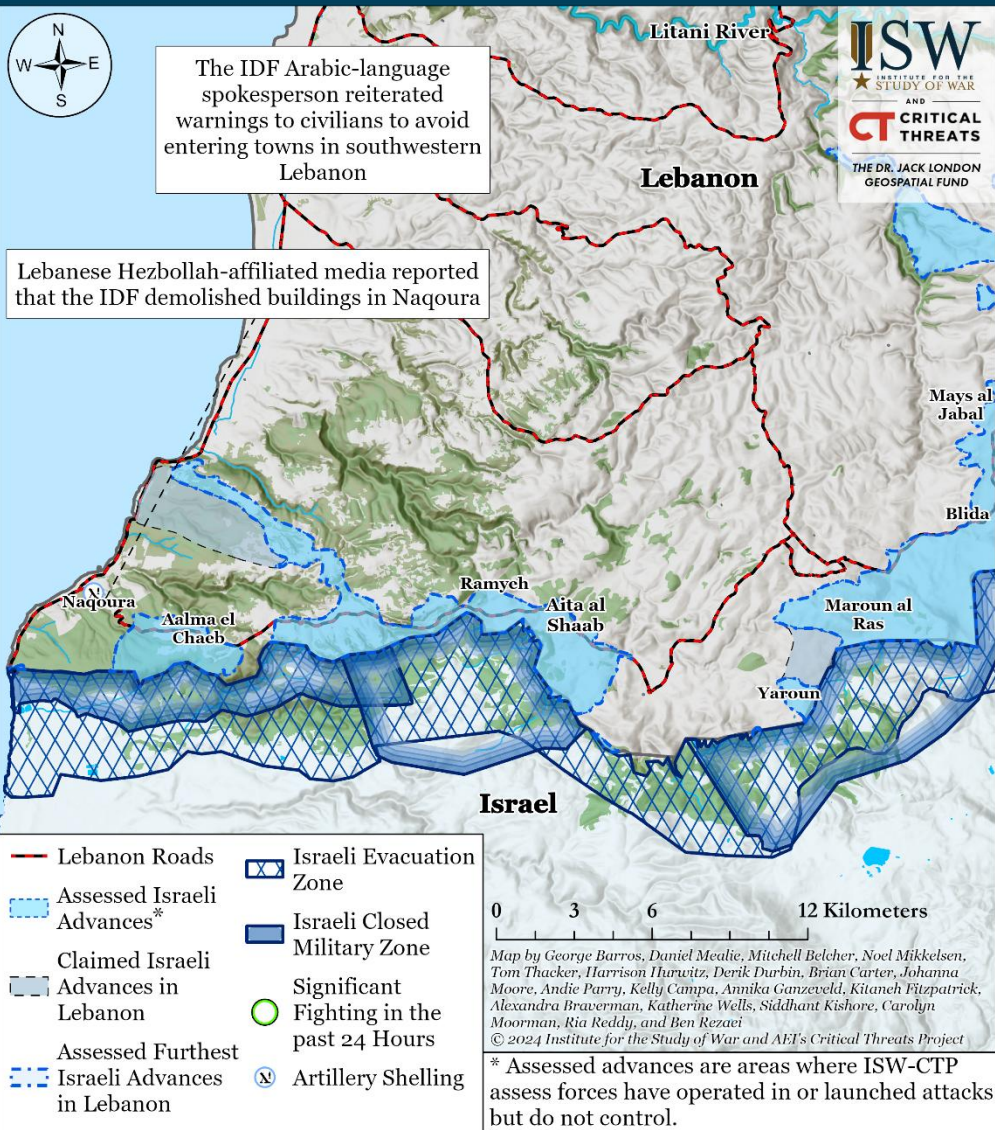 N
W
E
S
The IDF Arabic-language
spokesperson reiterated
warnings to civilians to avoid
entering towns in southwestern
Lebanon
Litani River
ISW
INSTITUTE FOR THE
STUDY OF WAR
AND
CT CRITICAL
THREATS
THE DR. JACK LONDON
GEOSPATIAL FUND
Lebanon
Lebanese Hezbollah-affiliated media reported
that the IDF demolished buildings in Naqoura
Mays al
Jabal
Blida
Naqoura
Aalma el
Chaeb
Ramyeh
Aita al
Shaab
Maroun al
Ras
Yaroun
Israel
Lebanon Roads
Assessed Israeli
Advances*
Claimed Israeli
Advances in
Lebanon
Assessed Furthest
Israeli Advances
in Lebanon
Israeli Evacuation
Zone
Israeli Closed
Military Zone
Significant
Fighting in the
past 24 Hours
Artillery Shelling
0 3 6 12 Kilometers
Map by George Barros, Daniel Mealie, Mitchell Belcher, Noel Mikkelsen,
Tom Thacker, Harrison Hurwitz, Derik Durbin, Brian Carter, Johanna
Moore, Andie Parry, Kelly Campa, Annika Ganzeveld, Kitaneh Fitzpatrick,
Alexandra Braverman, Katherine Wells, Siddhant Kishore, Carolyn
Moorman, Ria Reddy, and Ben Rezaei
© 2024 Institute for the Study of War and AEI's Critical Threats Project
* Assessed advances are areas where ISW-CTP
assess forces have operated in or launched attacks
but do not control.